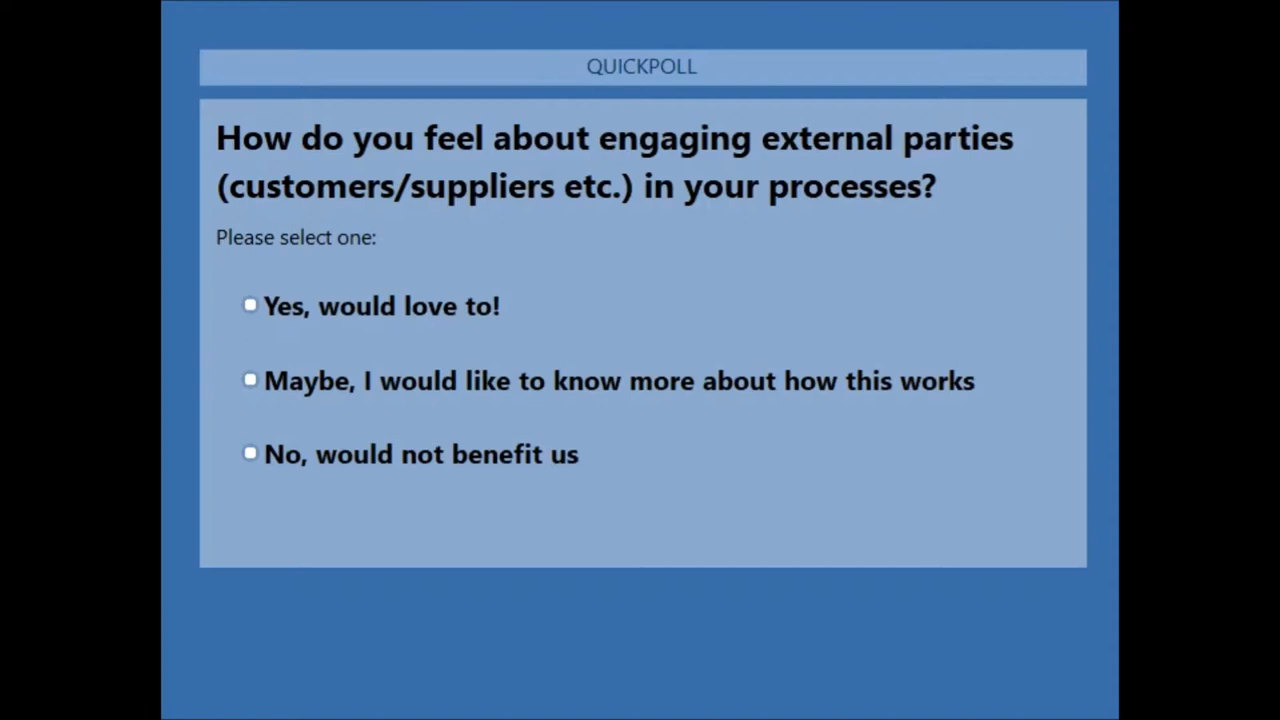 QUICKPOLL
How do you feel about engaging external parties
(customers/suppliers etc.) in your processes?
Please select one:
Yes, would love to!
Maybe, I would like to know more about how this works
No, would not benefit us